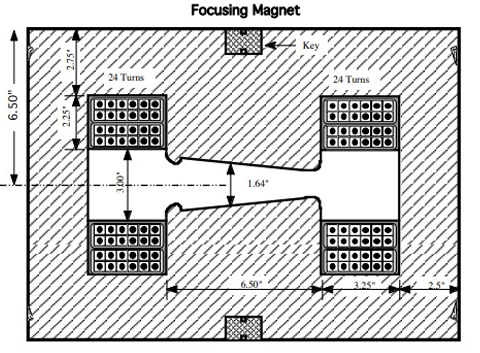 Focusing Magnet
Key
24 Turns
24 Turns
2.75"
6.50"
2.25"
3.00"
1.64"
6.50"
3.25"
2.5"